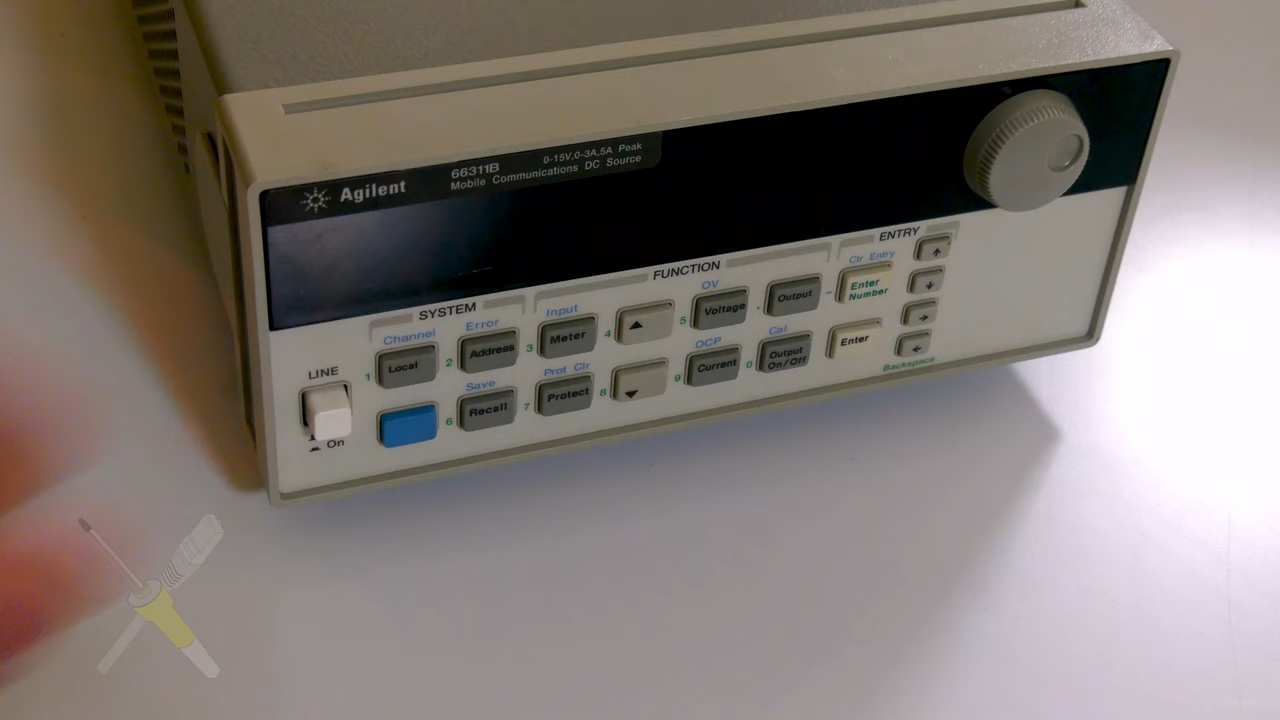 Agilent
66311B
0-15V,0-3A,5A Peak
Mobile Communications DC Source
LINE
On
SYSTEM
FUNCTION
ENTRY
Channel
Error
Input
OV
Clr Entry
1
Local
2
Address
3
Meter
4
5
Voltage
.
Output
-
Enter
Number
Save
Prot Clr
OCP
Cal
6
Recall
7
Protect
8
9
Current
0
Output
On/Off
Enter
Backspace